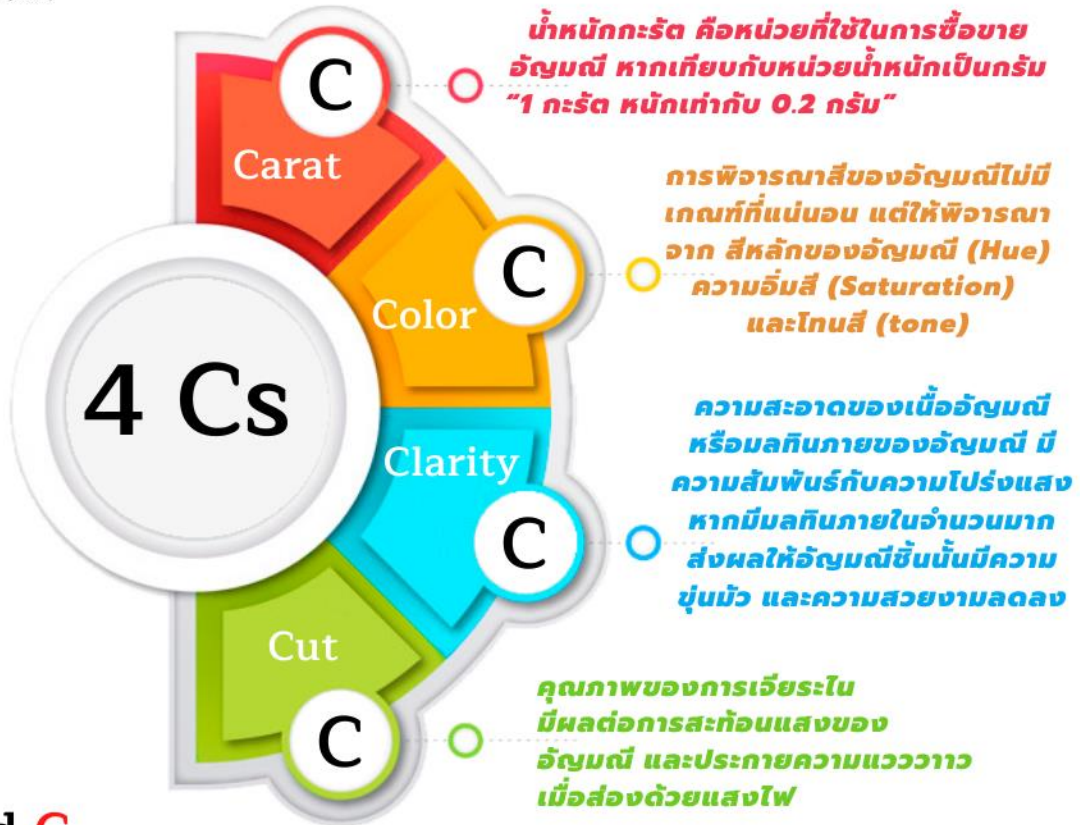 4 Cs
C
Carat
น้ำหนักกะรัต คือหน่วยที่ใช้ในการซื้อขาย
อัญมณี หากเทียบกับหน่วยน้ำหนักเป็นกรัม
“1 กะรัต หนักเท่ากับ 0.2 กรัม”
C
Color
การพิจารณาสีของอัญมณีไม่มี
เกณฑ์ที่แน่นอน แต่ให้พิจารณา
จาก สีหลักของอัญมณี (Hue)
ความอิ่มสี (Saturation)
และโทนสี (tone)
Clarity
C
ความสะอาดของเนื้ออัญมณี
หรือมลทินภายของอัญมณี มี
ความสัมพันธ์กับความโปร่งแสง
หากมีมลทินภายในจำนวนมาก
ส่งผลให้อัญมณีชิ้นนั้นมีความ
ขุ่นมัว และความสวยงามลดลง
Cut
C
คุณภาพของการเจียระไน
มีผลต่อการสะท้อนแสงของ
อัญมณี และประกายความแวววาาว
เมื่อส่องด้วยแสงไฟ